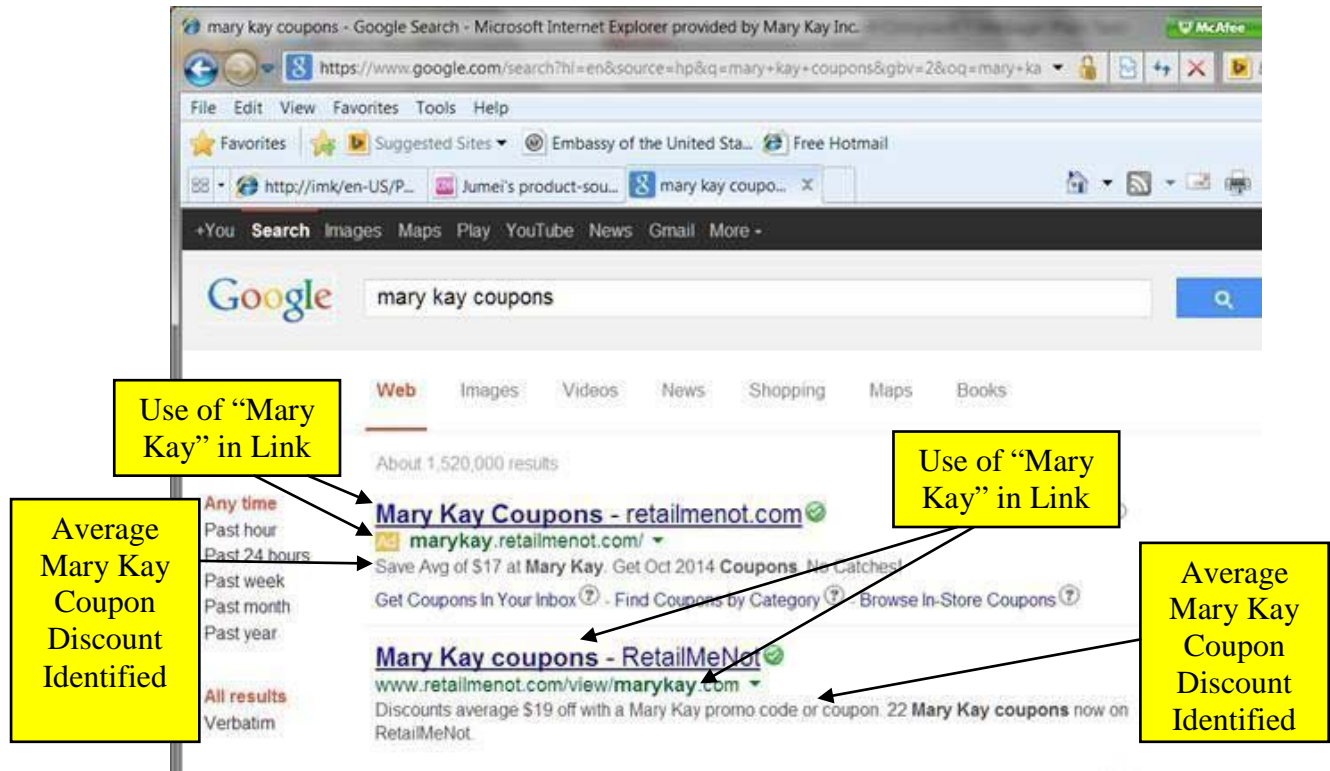 mary kay coupons - Google Search - Microsoft Internet Explorer provided by Mary Kay Inc.
McAfee
https://www.google.com/search?hl=en&source=hp&q=mary+kay+coupons&gbv=2&oq=mary+ka
File Edit View Favorites Tools Help
Favorites Suggested Sites Embassy of the United Sta... Free Hotmail
http://imk/en-US/P... Jumei's product-sou... mary kay coupo... X
+You Search Images Maps Play YouTube News Gmail More
Google mary kay coupons
Web Images Videos News Shopping Maps Books
Use of “Mary
Kay” in Link
About 1,520,000 results
Use of “Mary
Kay” in Link
Average
Mary Kay
Coupon
Discount
Identified
Any time
Past hour
Past 24 hours
Past week
Past month
Past year
All results
Verbatim
Mary Kay Coupons - retailmenot.com
Ad marykay.retailmenot.com/
Save Avg of $17 at Mary Kay. Get Oct 2014 Coupons. No Catches!
Get Coupons In Your Inbox ? - Find Coupons by Category ? - Browse In-Store Coupons ?
Mary Kay coupons - RetailMeNot
www.retailmenot.com/view/marykay.com
Discounts average $19 off with a Mary Kay promo code or coupon. 22 Mary Kay coupons now on
RetailMeNot.
Average
Mary Kay
Coupon
Discount
Identified